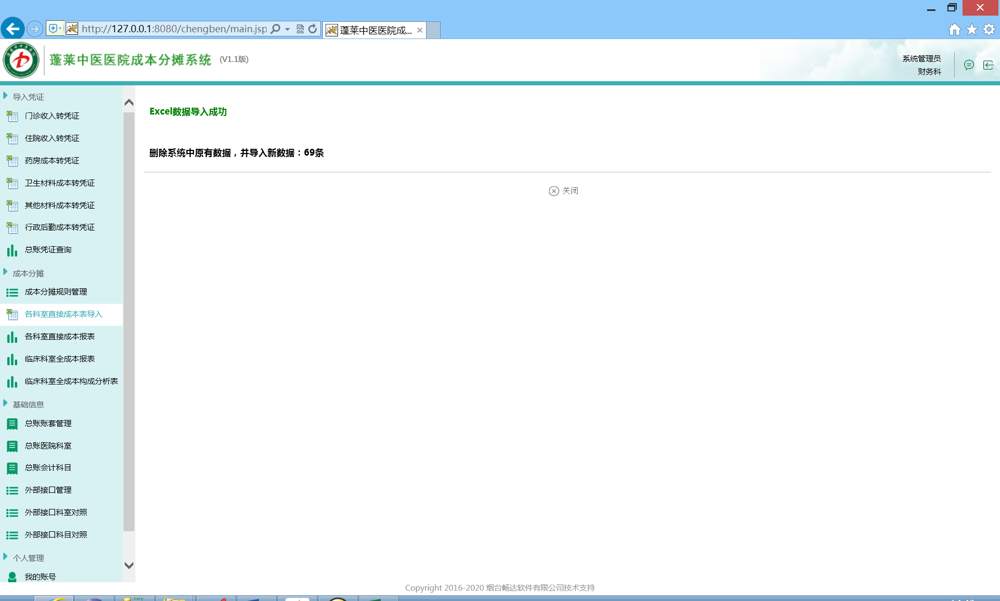 http://127.0.0.1:8080/chengben/main.jsp
蓬莱中医医院成...
蓬莱中医医院成本分摊系统 (V1.1版)
系统管理员
财务科
导入凭证
门诊收入转凭证
住院收入转凭证
药房成本转凭证
卫生材料成本转凭证
其他材料成本转凭证
行政后勤成本转凭证
总账凭证查询
成本分摊
成本分摊规则管理
各科室直接成本表导入
各科室直接成本报表
临床科室全成本报表
临床科室全成本构成分析表
基础信息
总账账套管理
总账医院科室
总账会计科目
外部接口管理
外部接口科室对照
外部接口科目对照
个人管理
我的账号
Excel数据导入成功
删除系统中原有数据，并导入新数据：69条
关闭
Copyright 2016-2020 烟台畅达软件有限公司技术支持